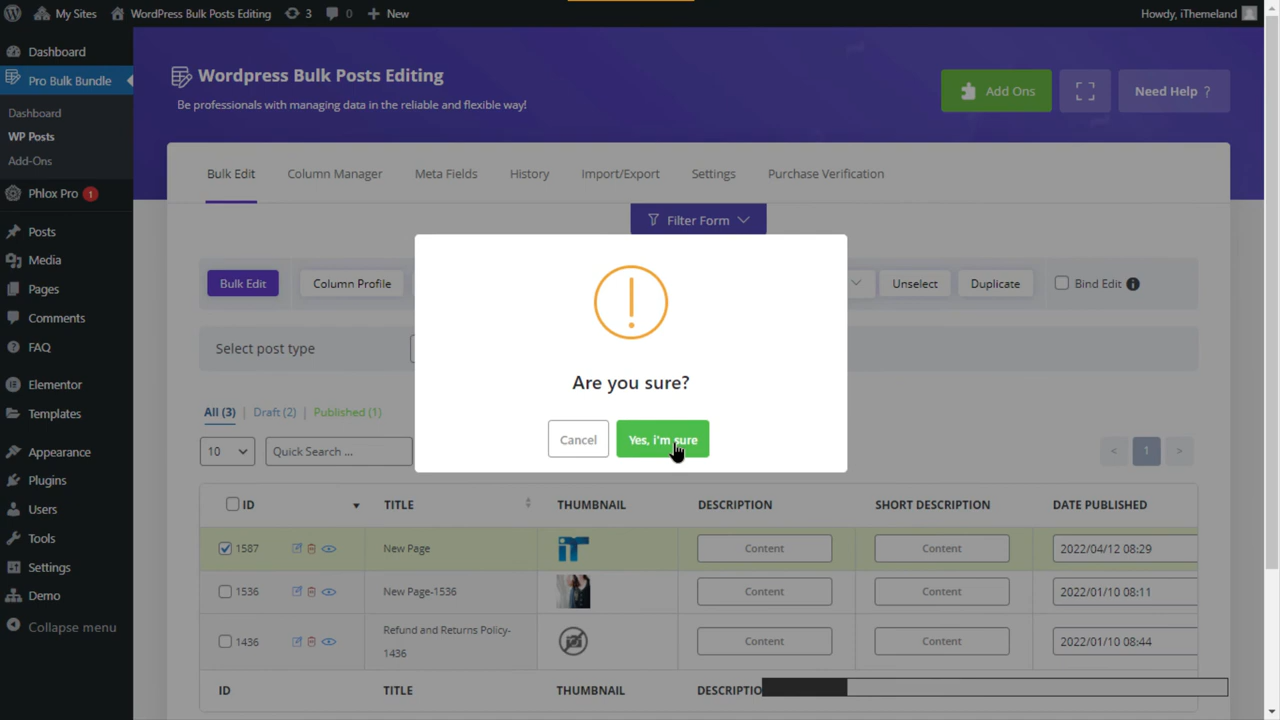 My Sites WordPress Bulk Posts Editing 3 0 New Howdy, iThemeland
Dashboard
Pro Bulk Bundle
Dashboard
WP Posts
Add-Ons
Phlox Pro 1
Posts
Media
Pages
Comments
FAQ
Elementor
Templates
Appearance
Plugins
Users
Tools
Settings
Demo
Collapse menu
Wordpress Bulk Posts Editing
Be professionals with managing data in the reliable and flexible way!
Add Ons Need Help ?
Bulk Edit Column Manager Meta Fields History Import/Export Settings Purchase Verification
Filter Form
Bulk Edit Column Profile Unselect Duplicate Bind Edit
Select post type
Are you sure?
Cancel Yes, i'm sure
All (3) | Draft (2) | Published (1)
10 Quick Search ... < 1 >
ID TITLE THUMBNAIL DESCRIPTION SHORT DESCRIPTION DATE PUBLISHED
1587 New Page iT Content Content 2022/04/12 08:29
1536 New Page-1536 Content Content 2022/01/10 08:11
1436 Refund and Returns Policy-
1436 Content Content 2022/01/10 08:44
ID TITLE THUMBNAIL DESCRIPTIO